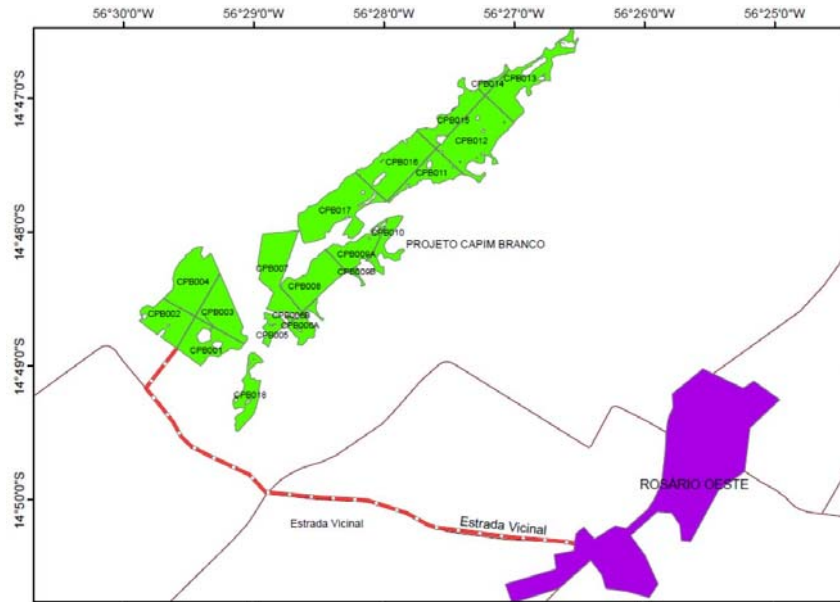 56°30'0"W
56°29'0"W
56°28'0"W
56°27'0"W
56°26'0"W
56°25'0"W
14°47'0"S
14°48'0"S
14°49'0"S
14°50'0"S
CPB014
CPB013
CPB015
CPB012
CPB016
CPB011
CPB017
CPB010
PROJETO CAPIM BRANCO
CPB009A
CPB007
CPB009B
CPB004
CPB008
CPB002
CPB003
CPB006B
CPB006A
CPB005
CPB001
CPB018
ROSÁRIO OESTE
Estrada Vicinal
Estrada Vicinal